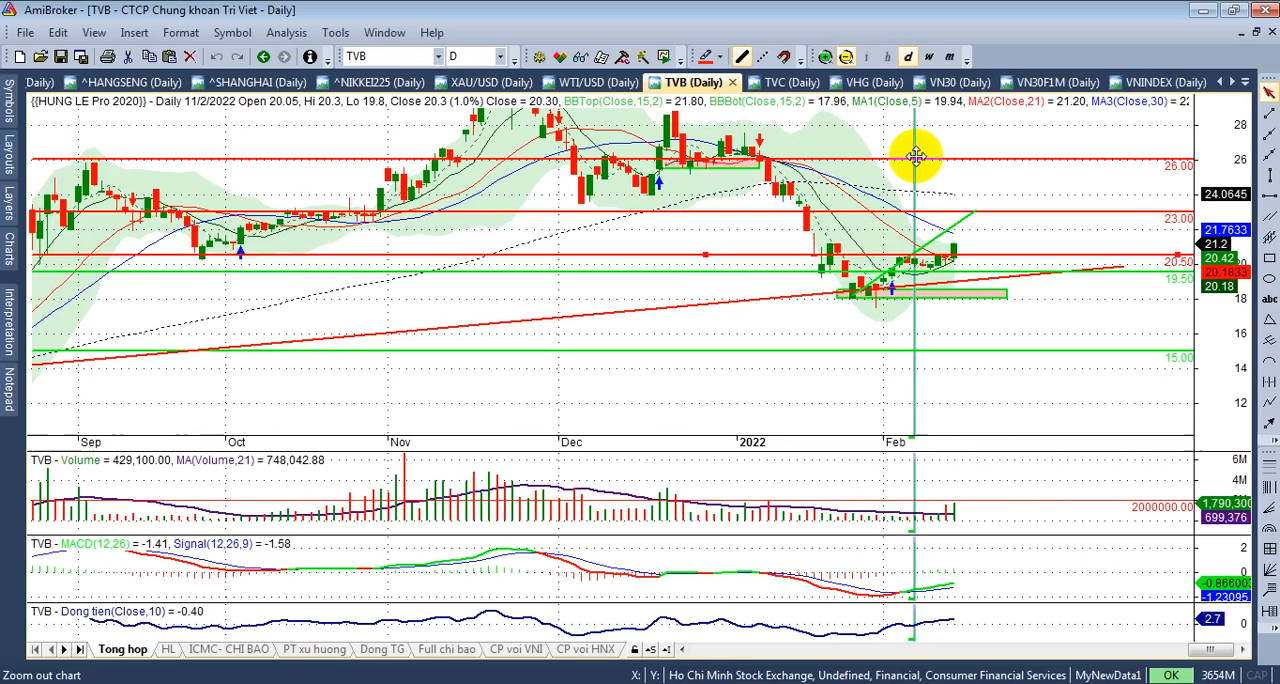 AmiBroker - [TVB - CTCP Chung khoan Tri Viet - Daily]
File Edit View Insert Format Symbol Analysis Tools Window Help
TVB D i h d w m
Daily) ^HANGSENG (Daily) ^SHANGHAI (Daily) ^NIKKEI225 (Daily) XAU/USD (Daily) WTI/USD (Daily) TVB (Daily) TVC (Daily) VHG (Daily) VN30 (Daily) VN30F1M (Daily) VNINDEX (Daily)
Symbols
Layouts
Layers
Charts
Interpretation
Notepad
{{HUNG LE Pro 2020}} - Daily 11/2/2022 Open 20.05, Hi 20.3, Lo 19.8, Close 20.3 (1.0%) Close = 20.30, BBTop(Close,15,2) = 21.80, BBBot(Close,15,2) = 17.96, MA1(Close,5) = 19.94, MA2(Close,21) = 21.20, MA3(Close,30) = 22
28
26
26.00
24.0645
23.00
21.7633
21.2
20.42
20.50
20.1833
19.50
20.18
18
16
15.00
14
12
Sep Oct Nov Dec 2022 Feb
TVB - Volume = 429,100.00, MA(Volume,21) = 748,042.88
6M
4M
2000000.00
1,790,300
699,376
TVB - MACD(12,26) = -1.41, Signal(12,26,9) = -1.58
2
0
-0.86600
-1.23095
TVB - Dong tien(Close,10) = -0.40
2.7
0
Tong hop HL ICMC- CHI BAO PT xu huong Dong TG Full chi bao CP voi VNI CP voi HNX
abc
Zoom out chart X: Y: Ho Chi Minh Stock Exchange, Undefined, Financial, Consumer Financial Services MyNewData1 OK 3654M CAP